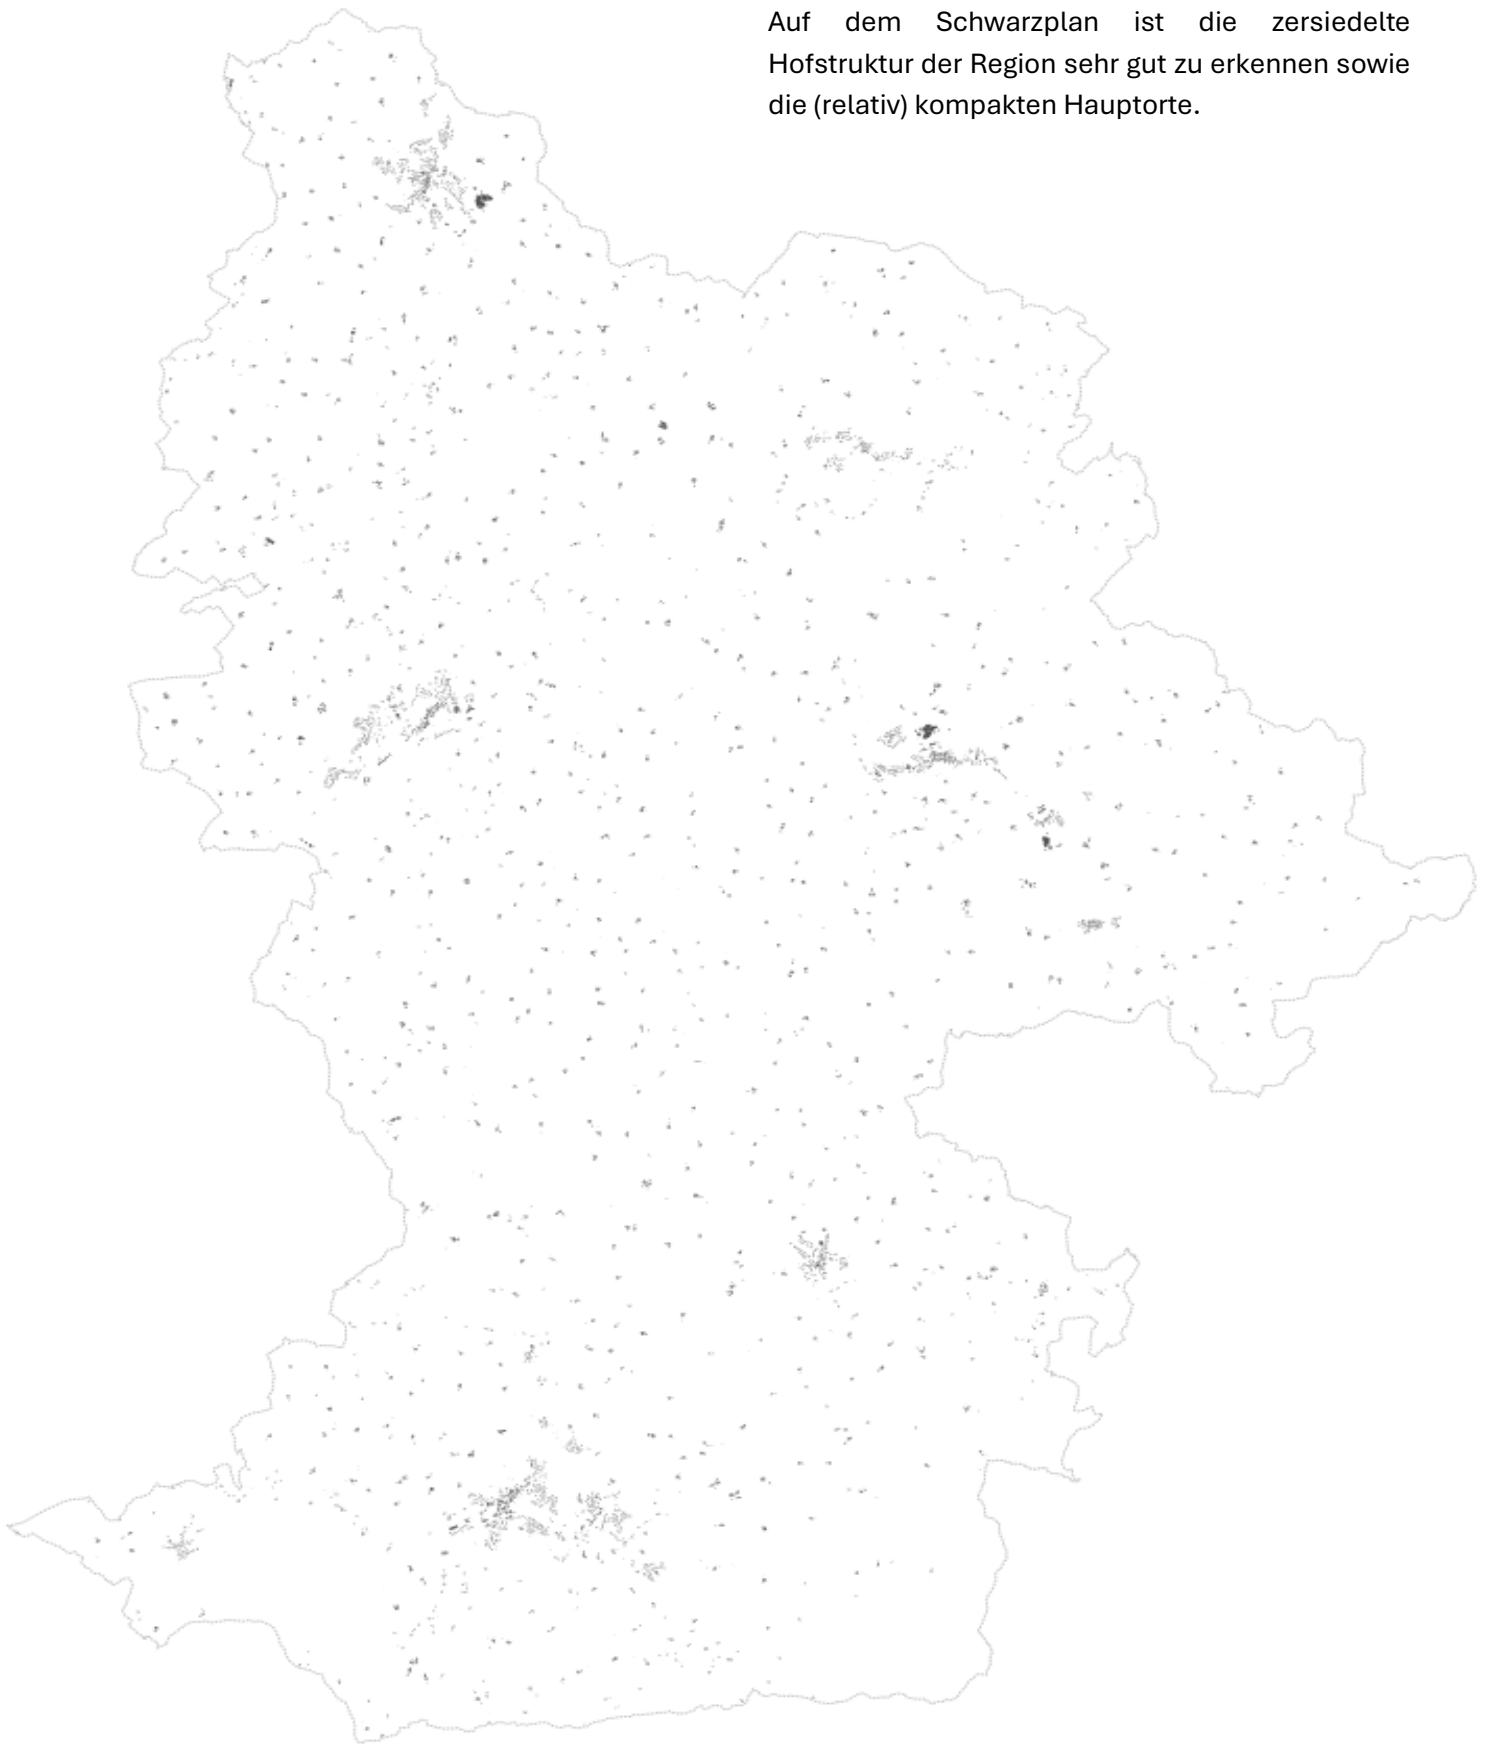 Auf dem Schwarzplan ist die zersiedelte
Hofstruktur der Region sehr gut zu erkennen sowie
die (relativ) kompakten Hauptorte.